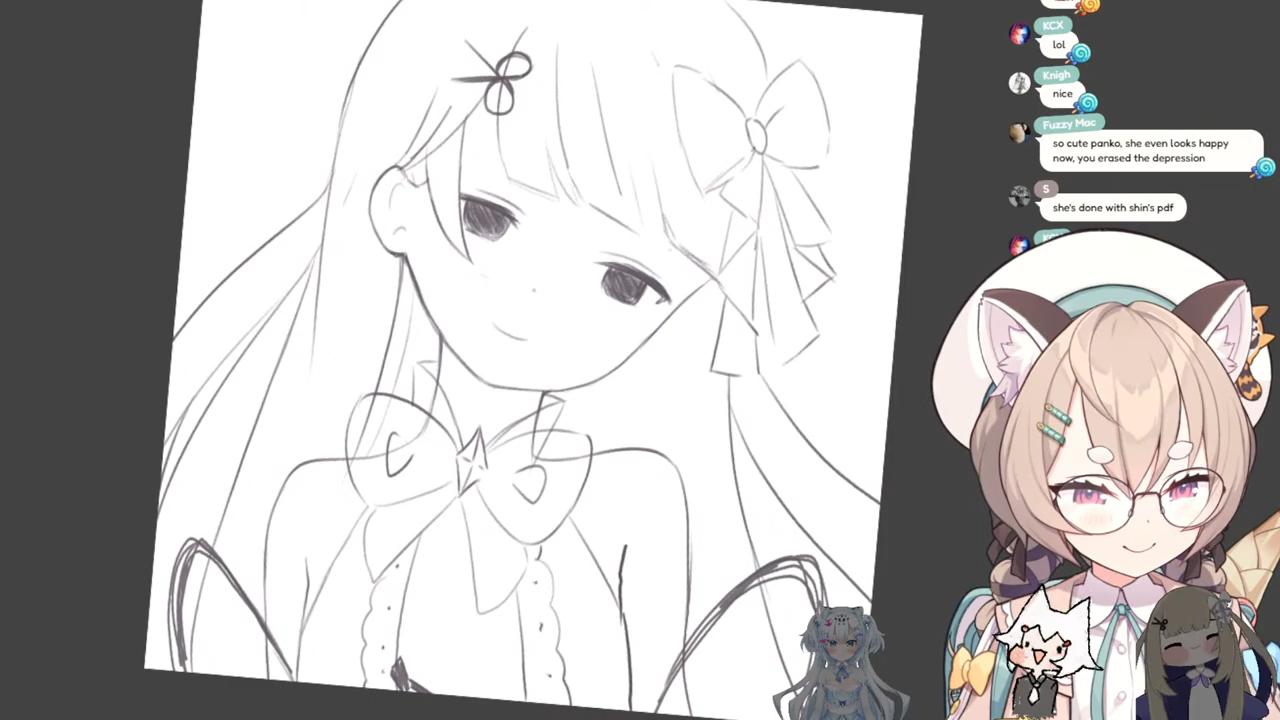 KCX
lol
Knigh
nice
Fuzzy Mac
so cute panko, she even looks happy
now, you erased the depression
S
she's done with shin's pdf